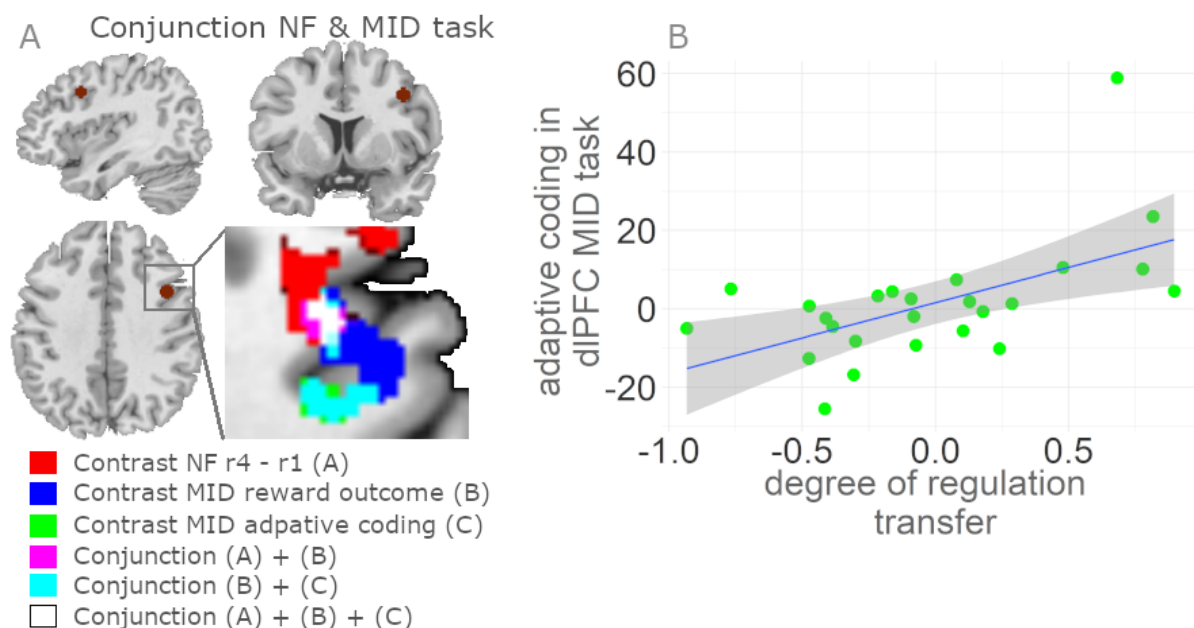 A
Conjunction NF & MID task
Contrast NF r4 - r1 (A)
Contrast MID reward outcome (B)
Contrast MID adpative coding (C)
Conjunction (A) + (B)
Conjunction (B) + (C)
Conjunction (A) + (B) + (C)
B
adaptive coding in
dlPFC MID task
60
40
20
0
-20
-1.0 -0.5 0.0 0.5
degree of regulation
transfer